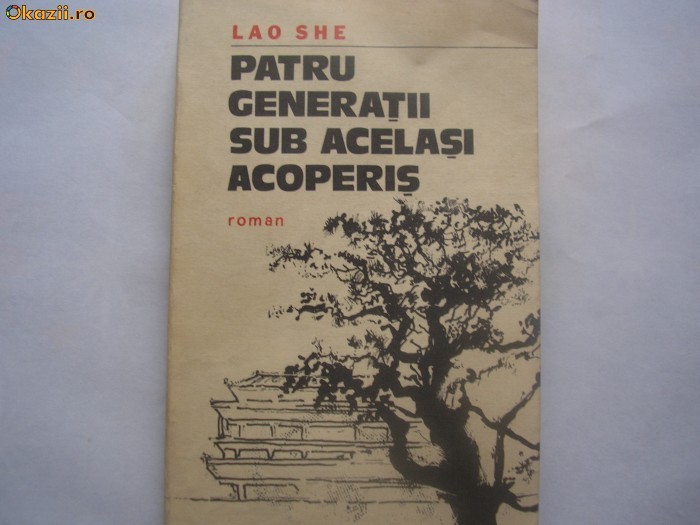 Okazii.ro
LAO SHE
PATRU
GENERAȚII
SUB ACELAȘI
ACOPERIȘ
roman